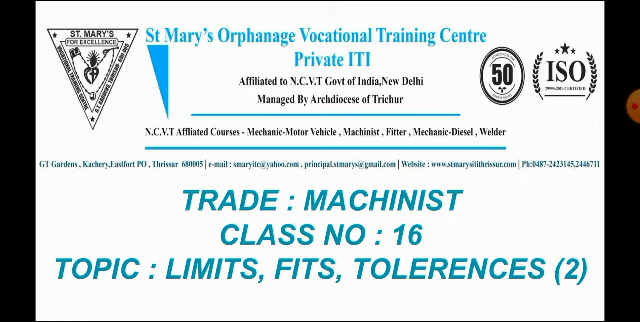 ST. MARY'S
FOR EXCELLENCE
St Mary's Orphanage Vocational Training Centre
Private ITI
Affiliated to N.C.V.T Govt of India,New Delhi
Managed By Archdiocese of Trichur
50
ISO
N.C.V.T Affliated Courses - Mechanic-Motor Vehicle , Machinist , Fitter , Mechanic-Diesel , Welder
GT Gardens , Kachery,Eastfort PO , Thrissur 680005 | e-mail : smaryitc@yahoo.com , principal.stmarys@gmail.com | Website : www.stmarysitithrissur.com | Ph:0487-2423145,2446711
TRADE : MACHINIST
CLASS NO : 16
TOPIC : LIMITS, FITS, TOLERENCES (2)